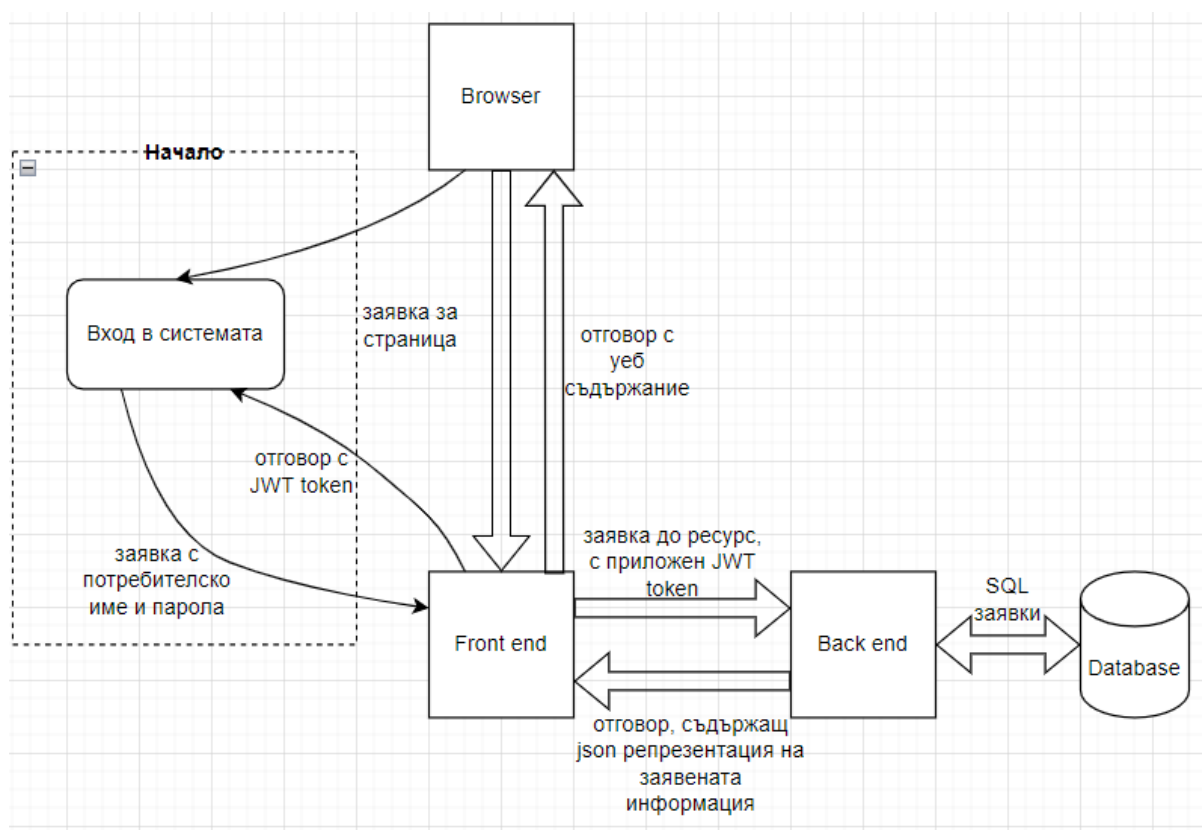 Browser
Начало
Вход в системата
заявка за
страница
отговор с
уеб
съдържание
отговор с
JWT token
заявка с
потребителско
име и парола
заявка до ресурс,
с приложен JWT
token
Front end
Back end
SQL
заявки
Database
отговор, съдържащ
json репрезентация на
заявената
информация